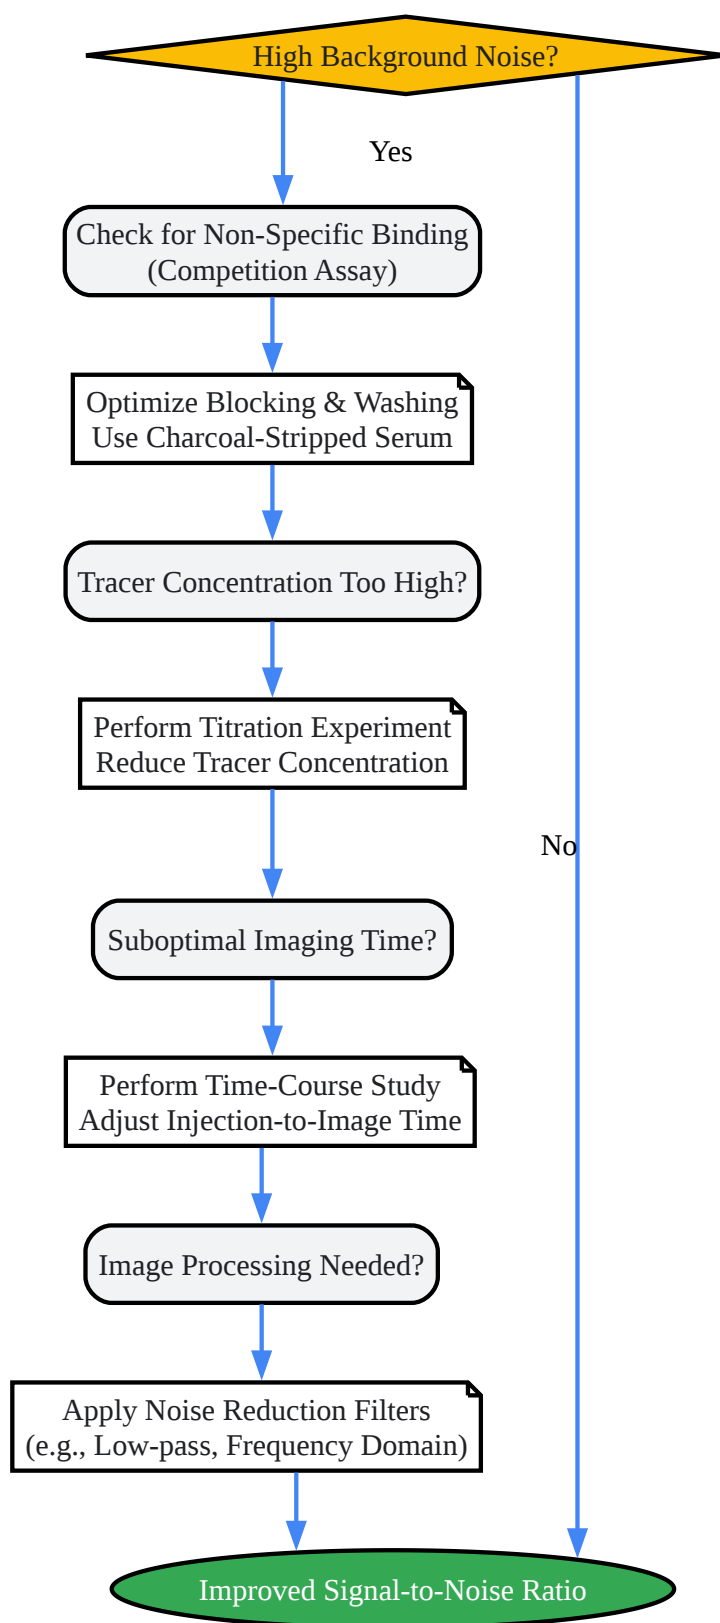 High Background Noise?
Yes
Check for Non-Specific Binding
(Competition Assay)
Optimize Blocking & Washing
Use Charcoal-Stripped Serum
Tracer Concentration Too High?
Perform Titration Experiment
Reduce Tracer Concentration
No
Suboptimal Imaging Time?
Perform Time-Course Study
Adjust Injection-to-Image Time
Image Processing Needed?
Apply Noise Reduction Filters
(e.g., Low-pass, Frequency Domain)
Improved Signal-to-Noise Ratio